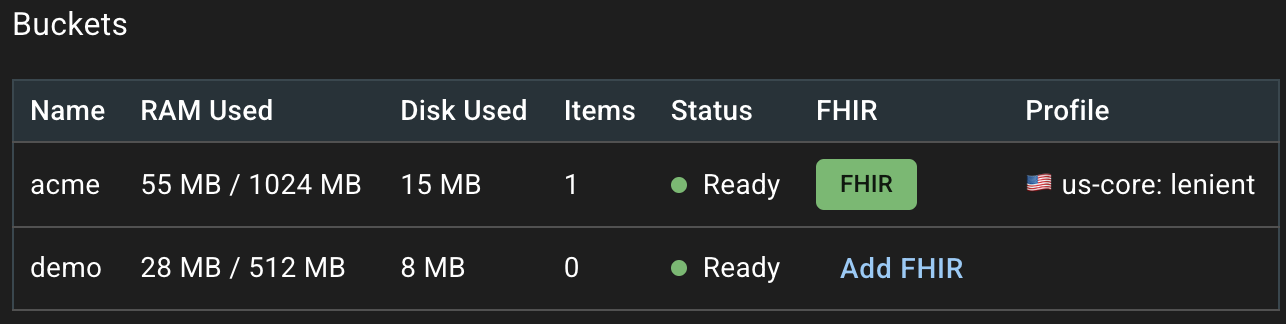 Buckets
Name RAM Used Disk Used Items Status FHIR Profile
acme 55 MB / 1024 MB 15 MB 1 Ready FHIR us-core: lenient
demo 28 MB / 512 MB 8 MB 0 Ready Add FHIR